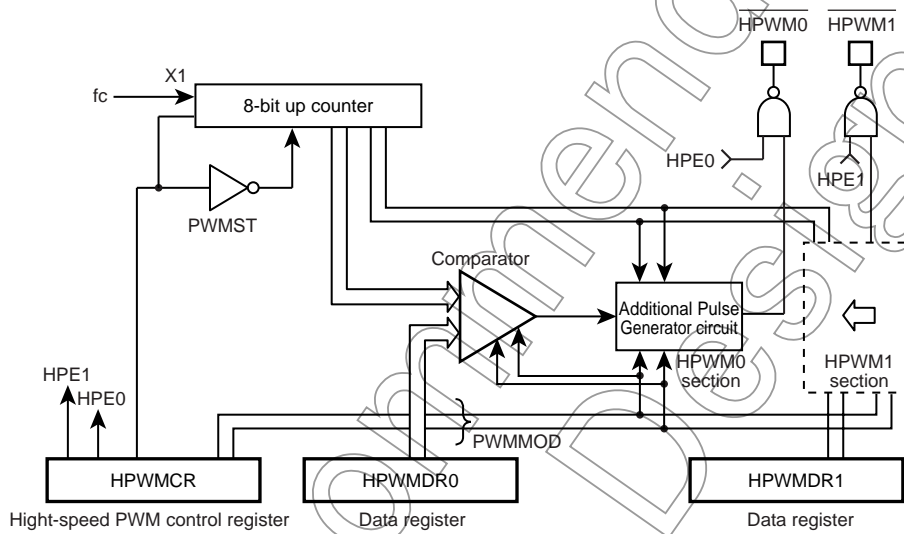 HPWM0 HPWM1
X1
fc
8-bit up counter
HPE0
HPE1
PWMST
Comparator
Additional Pulse
Generator circuit
HPWM0
section
HPWM1
section
HPE1
HPE0
PWMMOD
HPWMCR
HPWMDR0
HPWMDR1
Hight-speed PWM control register
Data register
Data register